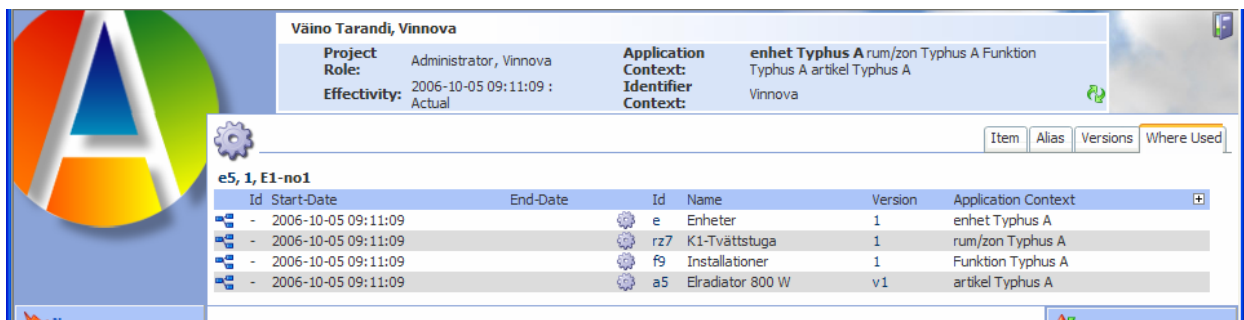 Väino Tarandi, Vinnova
Project Role: Administrator, Vinnova Application Context: enhet Typhus A rum/zon Typhus A Funktion Typhus A artikel Typhus A
Effectivity: 2006-10-05 09:11:09 : Actual Identifier Context: Vinnova
Item Alias Versions Where Used
e5, 1, E1-no1
Id Start-Date End-Date Id Name Version Application Context
- 2006-10-05 09:11:09 e Enheter 1 enhet Typhus A
- 2006-10-05 09:11:09 rz7 K1-Tvättstuga 1 rum/zon Typhus A
- 2006-10-05 09:11:09 f9 Installationer 1 Funktion Typhus A
- 2006-10-05 09:11:09 a5 Elradiator 800 W v1 artikel Typhus A